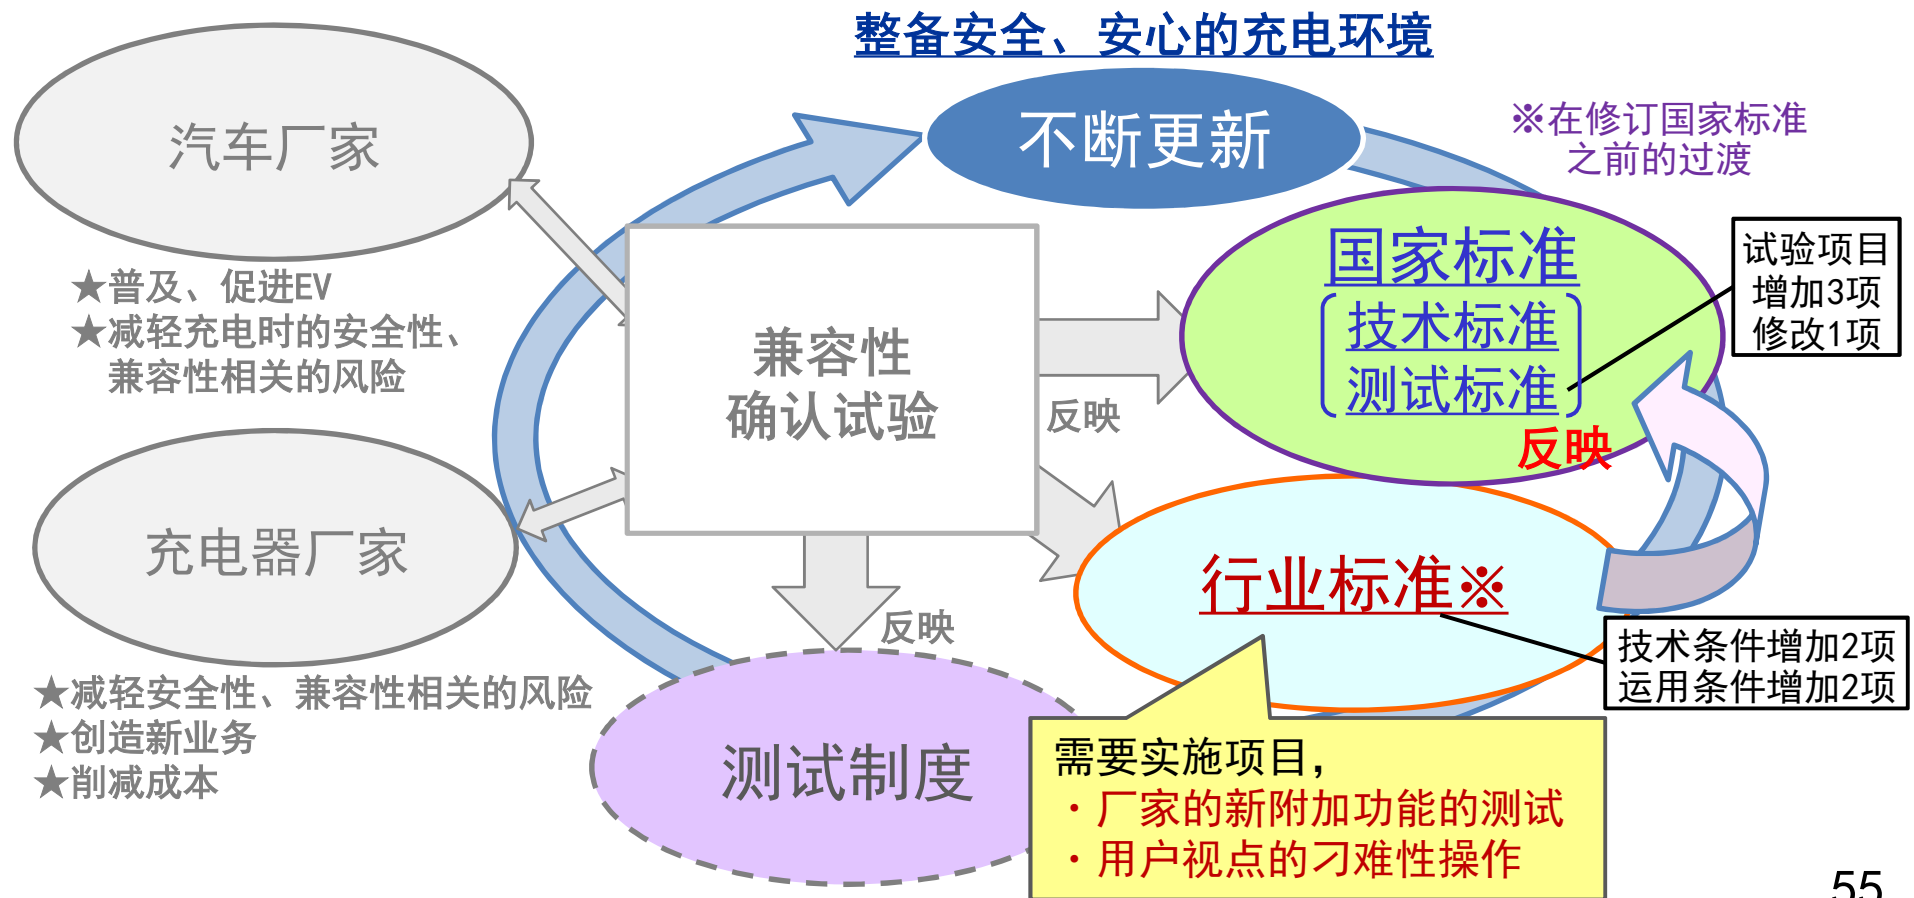 整备安全、安心的充电环境
汽车厂家
不断更新
※在修订国家标准
之前的过渡
★普及、促进EV
★减轻充电时的安全性、
兼容性相关的风险
兼容性
确认试验
国家标准
技术标准
测试标准
试验项目
增加3项
修改1项
反映
反映
充电器厂家
行业标准※
反映
技术条件增加2项
运用条件增加2项
★减轻安全性、兼容性相关的风险
★创造新业务
★削减成本
测试制度
需要实施项目，
・厂家的新附加功能的测试
・用户视点的刁难性操作
55